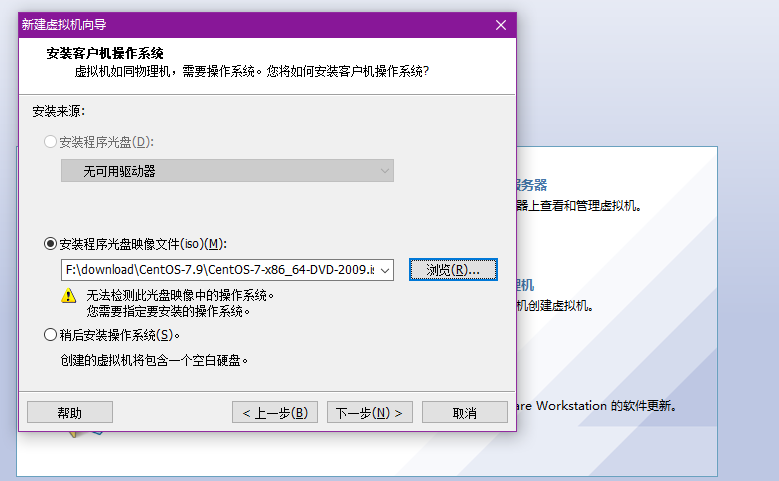 新建虚拟机向导
安装客户机操作系统
虚拟机如同物理机，需要操作系统。您将如何安装客户机操作系统?
安装来源:
安装程序光盘(D):
无可用驱动器
安装程序光盘映像文件(iso)(M):
F:\download\CentOS-7.9\CentOS-7-x86_64-DVD-2009.is
浏览(R)...
无法检测此光盘映像中的操作系统。
您需要指定要安装的操作系统。
稍后安装操作系统(S)。
创建的虚拟机将包含一个空白硬盘。
帮助
< 上一步(B)
下一步(N) >
取消
服务器
器上查看和管理虚拟机。
理机
机创建虚拟机。
are Workstation 的软件更新。